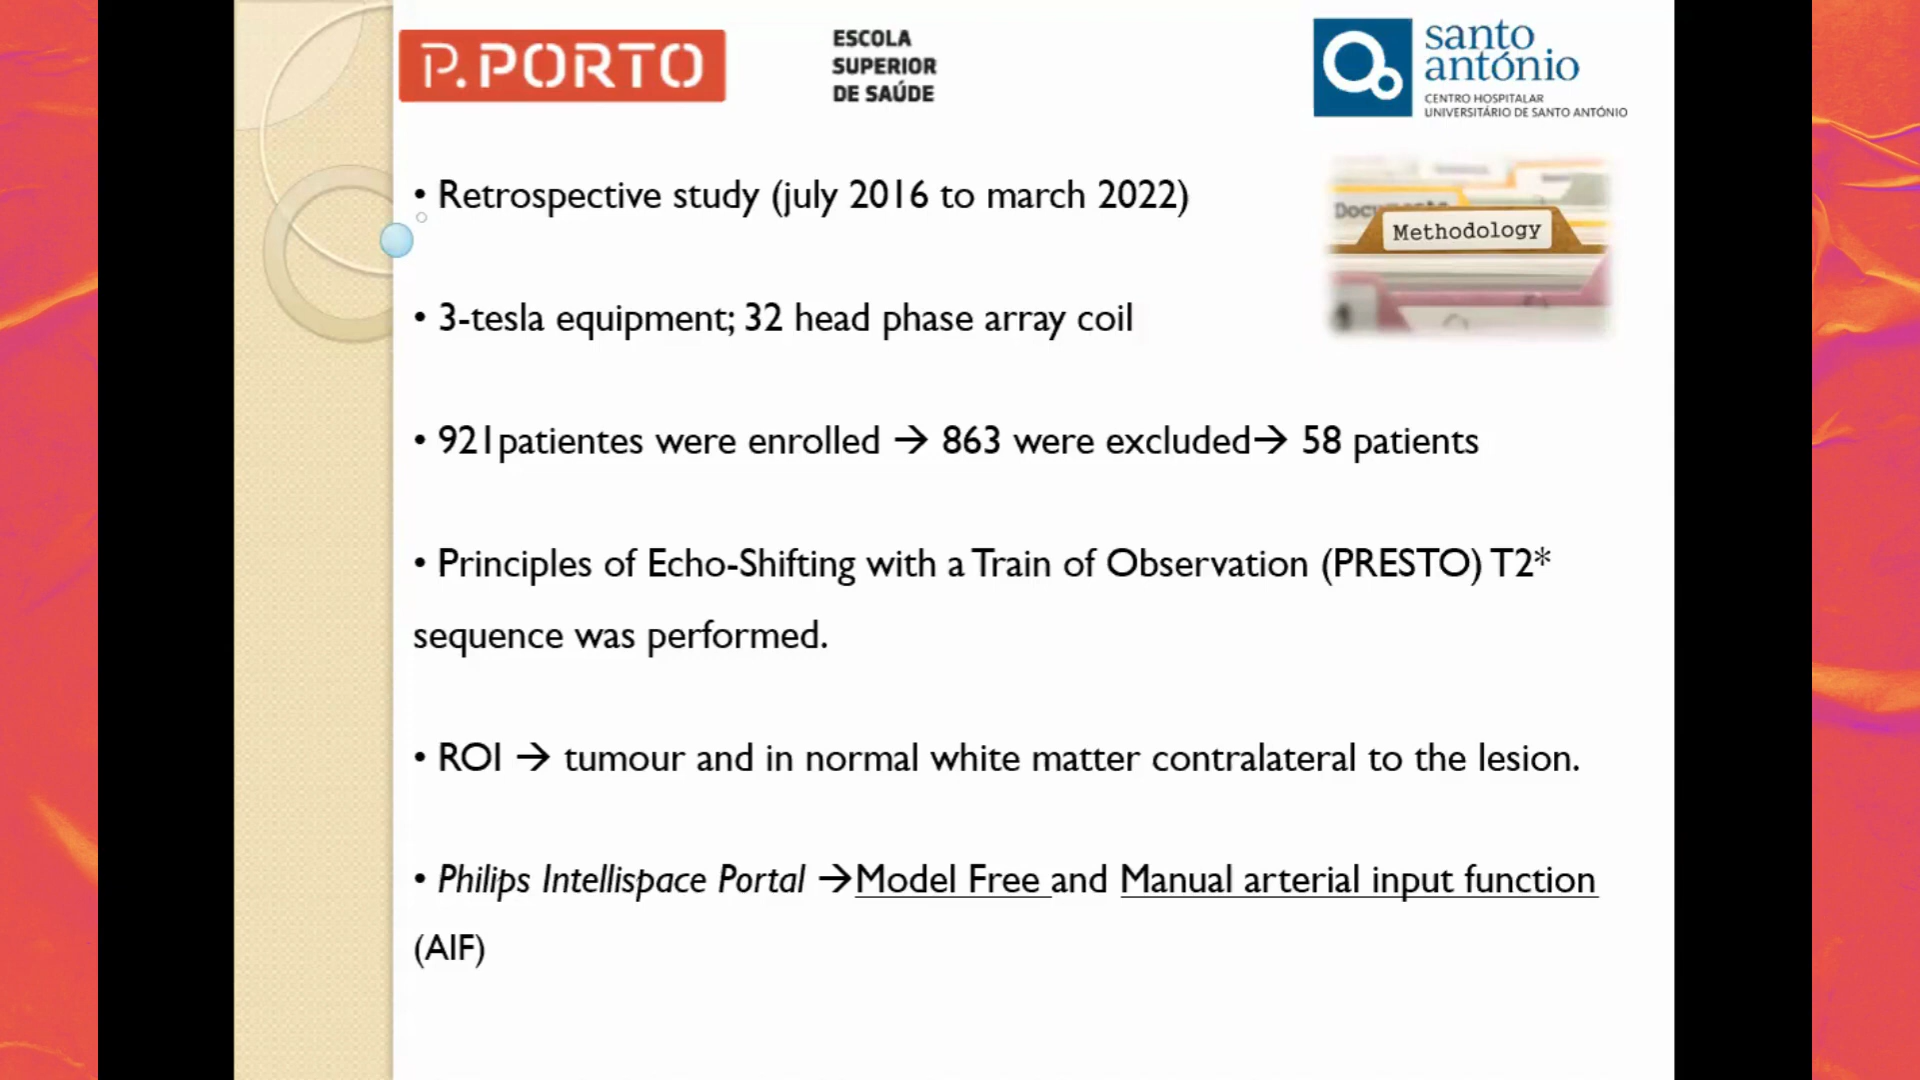 P.PORTO
ESCOLA
SUPERIOR
DE SAÚDE
santo
antónio
CENTRO HOSPITALAR
UNIVERSITÁRIO DE SANTO ANTÓNIO
• Retrospective study (july 2016 to march 2022)
Methodology
• 3-tesla equipment; 32 head phase array coil
• 921patientes were enrolled → 863 were excluded→ 58 patients
• Principles of Echo-Shifting with a Train of Observation (PRESTO) T2*
sequence was performed.
• ROI → tumour and in normal white matter contralateral to the lesion.
• Philips Intellispace Portal →Model Free and Manual arterial input function
(AIF)